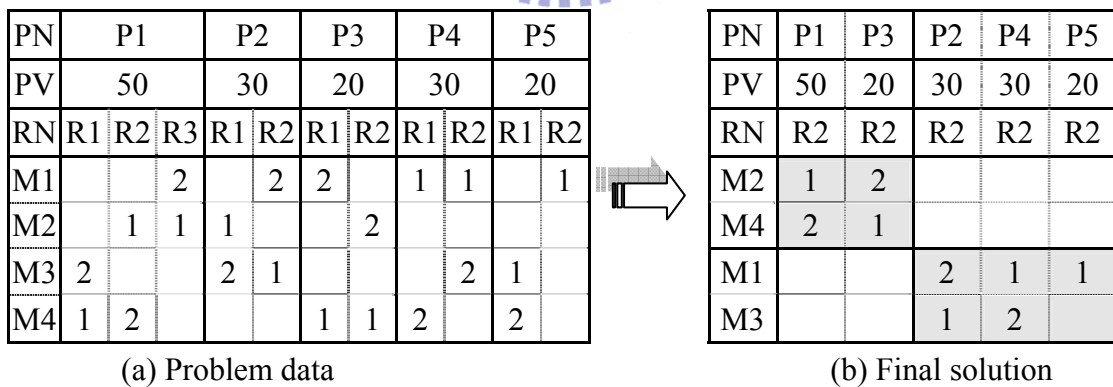 PN P1 P2 P3 P4 P5
PV 50 30 20 30 20
RN R1 R2 R3 R1 R2 R1 R2 R1 R2 R1 R2
M1 2 2 2 1 1 1
M2 1 1 1 2
M3 2 2 1 2 1
M4 1 2 1 1 2 2
(a) Problem data
PN P1 P3 P2 P4 P5
PV 50 20 30 30 20
RN R2 R2 R2 R2 R2
M2 1 2
M4 2 1
M1 2 1 1
M3 1 2
(b) Final solution